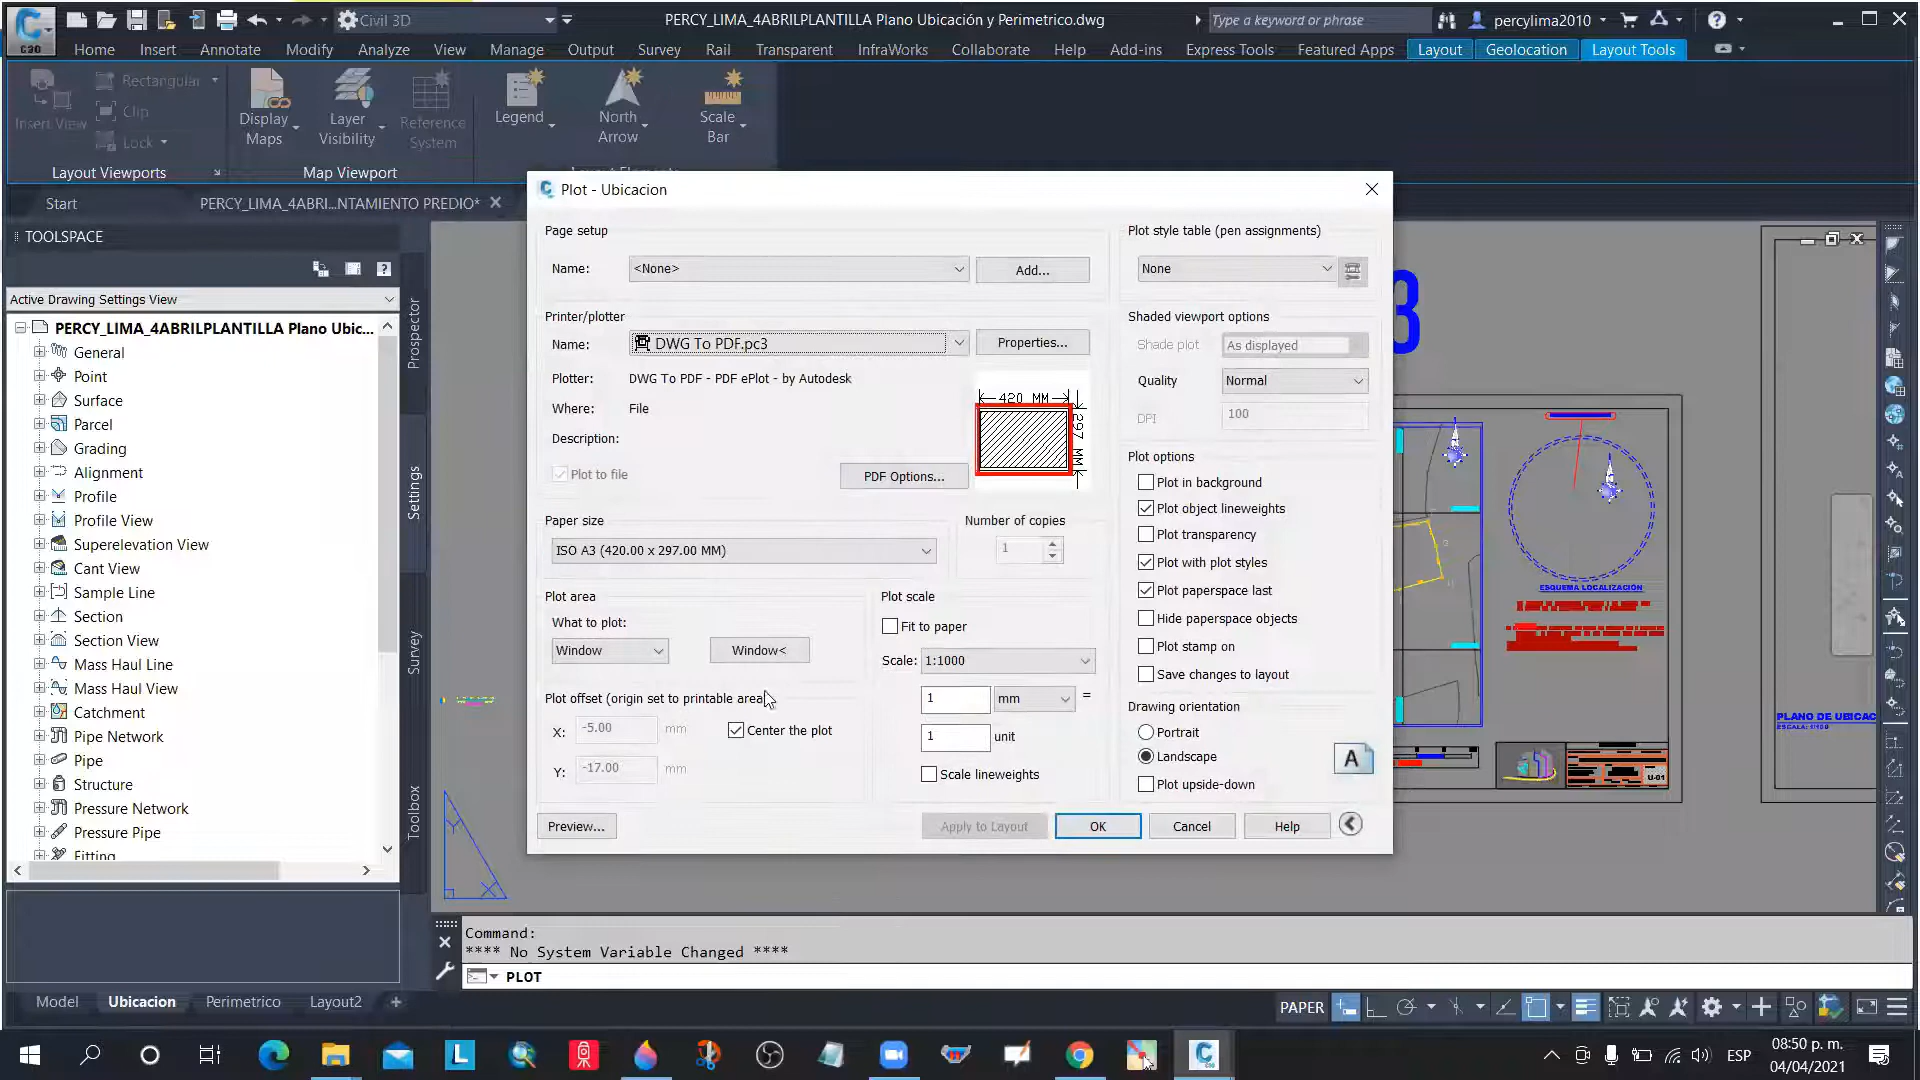 Civil 3D
PERCY_LIMA_4ABRILPLANTILLA Plano Ubicación y Perimetrico.dwg
Type a keyword or phrase
percylima2010
C3D
Home Insert Annotate Modify Analyze View Manage Output Survey Rail Transparent InfraWorks Collaborate Help Add-ins Express Tools Featured Apps Layout Geolocation Layout Tools
Insert View
Rectangular
Clip
Lock
Display Maps
Layer Visibility
Reference System
Legend
North Arrow
Scale Bar
Layout Viewports
Map Viewport
Start
PERCY_LIMA_4ABRI...NTAMIENTO PREDIO*
TOOLSPACE
Active Drawing Settings View
PERCY_LIMA_4ABRILPLANTILLA Plano Ubic...
General
Point
Surface
Parcel
Grading
Alignment
Profile
Profile View
Superelevation View
Cant View
Sample Line
Section
Section View
Mass Haul Line
Mass Haul View
Catchment
Pipe Network
Pipe
Structure
Pressure Network
Pressure Pipe
Fitting
Prospector
Settings
Survey
Toolbox
Plot - Ubicacion
Page setup
Name: <None>
Add...
Printer/plotter
Name: DWG To PDF.pc3
Properties...
Plotter: DWG To PDF - PDF ePlot - by Autodesk
Where: File
Description:
Plot to file
PDF Options...
420 MM
297 MM
Paper size
ISO A3 (420.00 x 297.00 MM)
Number of copies
1
Plot area
What to plot:
Window
Window<
Plot offset (origin set to printable area)
X: -5.00 mm
Center the plot
Y: -17.00 mm
Plot scale
Fit to paper
Scale: 1:1000
1 mm =
1 unit
Scale lineweights
Plot style table (pen assignments)
None
Shaded viewport options
Shade plot As displayed
Quality Normal
DPI 100
Plot options
Plot in background
Plot object lineweights
Plot transparency
Plot with plot styles
Plot paperspace last
Hide paperspace objects
Plot stamp on
Save changes to layout
Drawing orientation
Portrait
Landscape
Plot upside-down
A
Preview...
Apply to Layout
OK
Cancel
Help
3
ESQUEMA LOCALIZACIÓN
U-01
PLANO DE UBICAC
Y
X
Command:
**** No System Variable Changed ****
PLOT
Model Ubicacion Perimetrico Layout2
PAPER
ESP
08:50 p. m.
04/04/2021